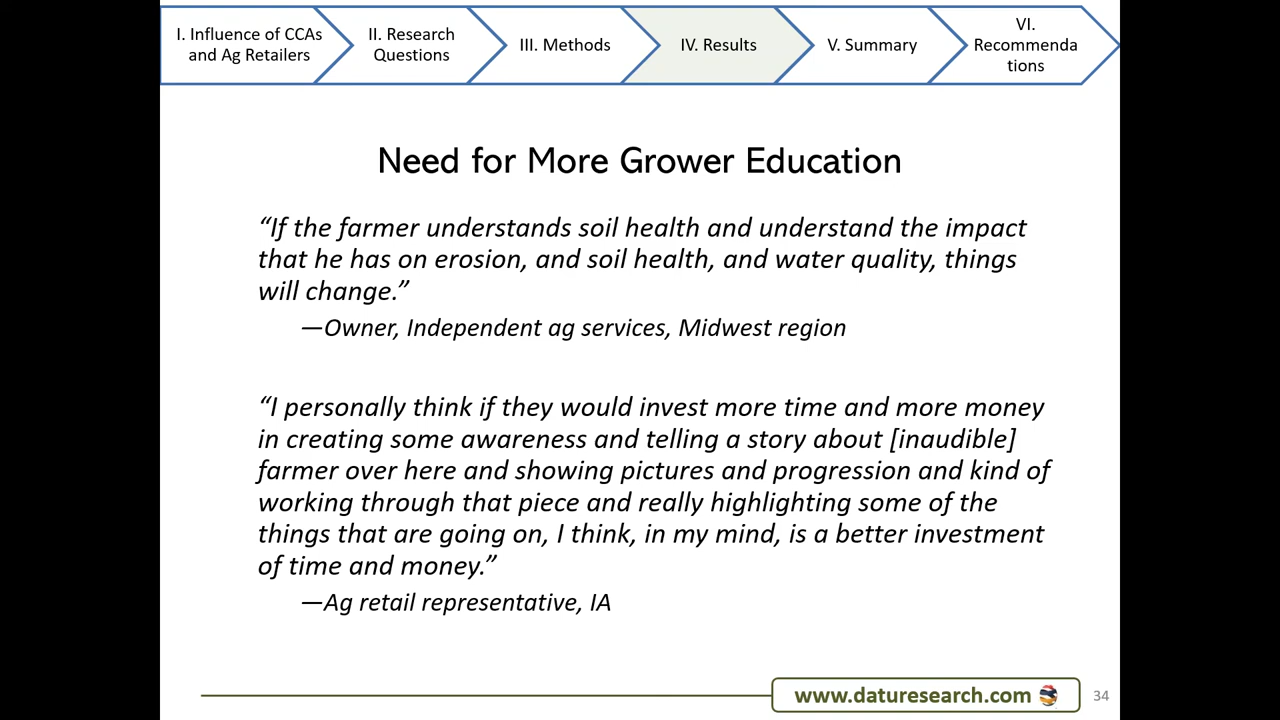 I. Influence of CCAs
and Ag Retailers
II. Research
Questions
III. Methods
IV. Results
V. Summary
VI.
Recommenda
tions
Need for More Grower Education
“If the farmer understands soil health and understand the impact
that he has on erosion, and soil health, and water quality, things
will change.”
—Owner, Independent ag services, Midwest region
“I personally think if they would invest more time and more money
in creating some awareness and telling a story about [inaudible]
farmer over here and showing pictures and progression and kind of
working through that piece and really highlighting some of the
things that are going on, I think, in my mind, is a better investment
of time and money.”
—Ag retail representative, IA
www.daturesearch.com
34